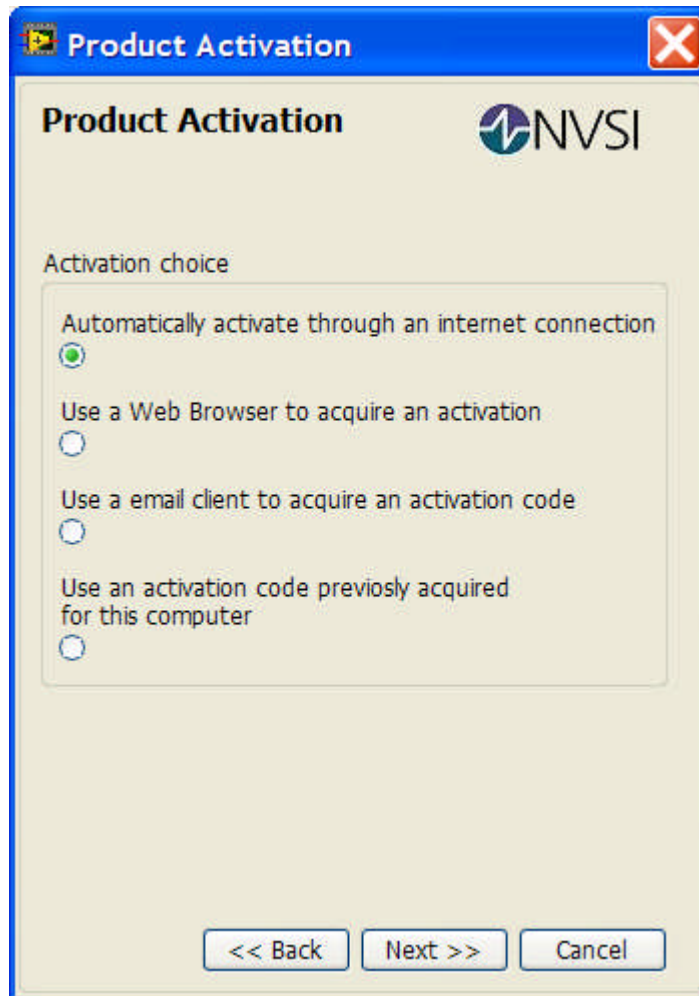 Product Activation
Product Activation
NVSI
Activation choice
Automatically activate through an internet connection
Use a Web Browser to acquire an activation
Use a email client to acquire an activation code
Use an activation code previosly acquired
for this computer
<< Back Next >> Cancel